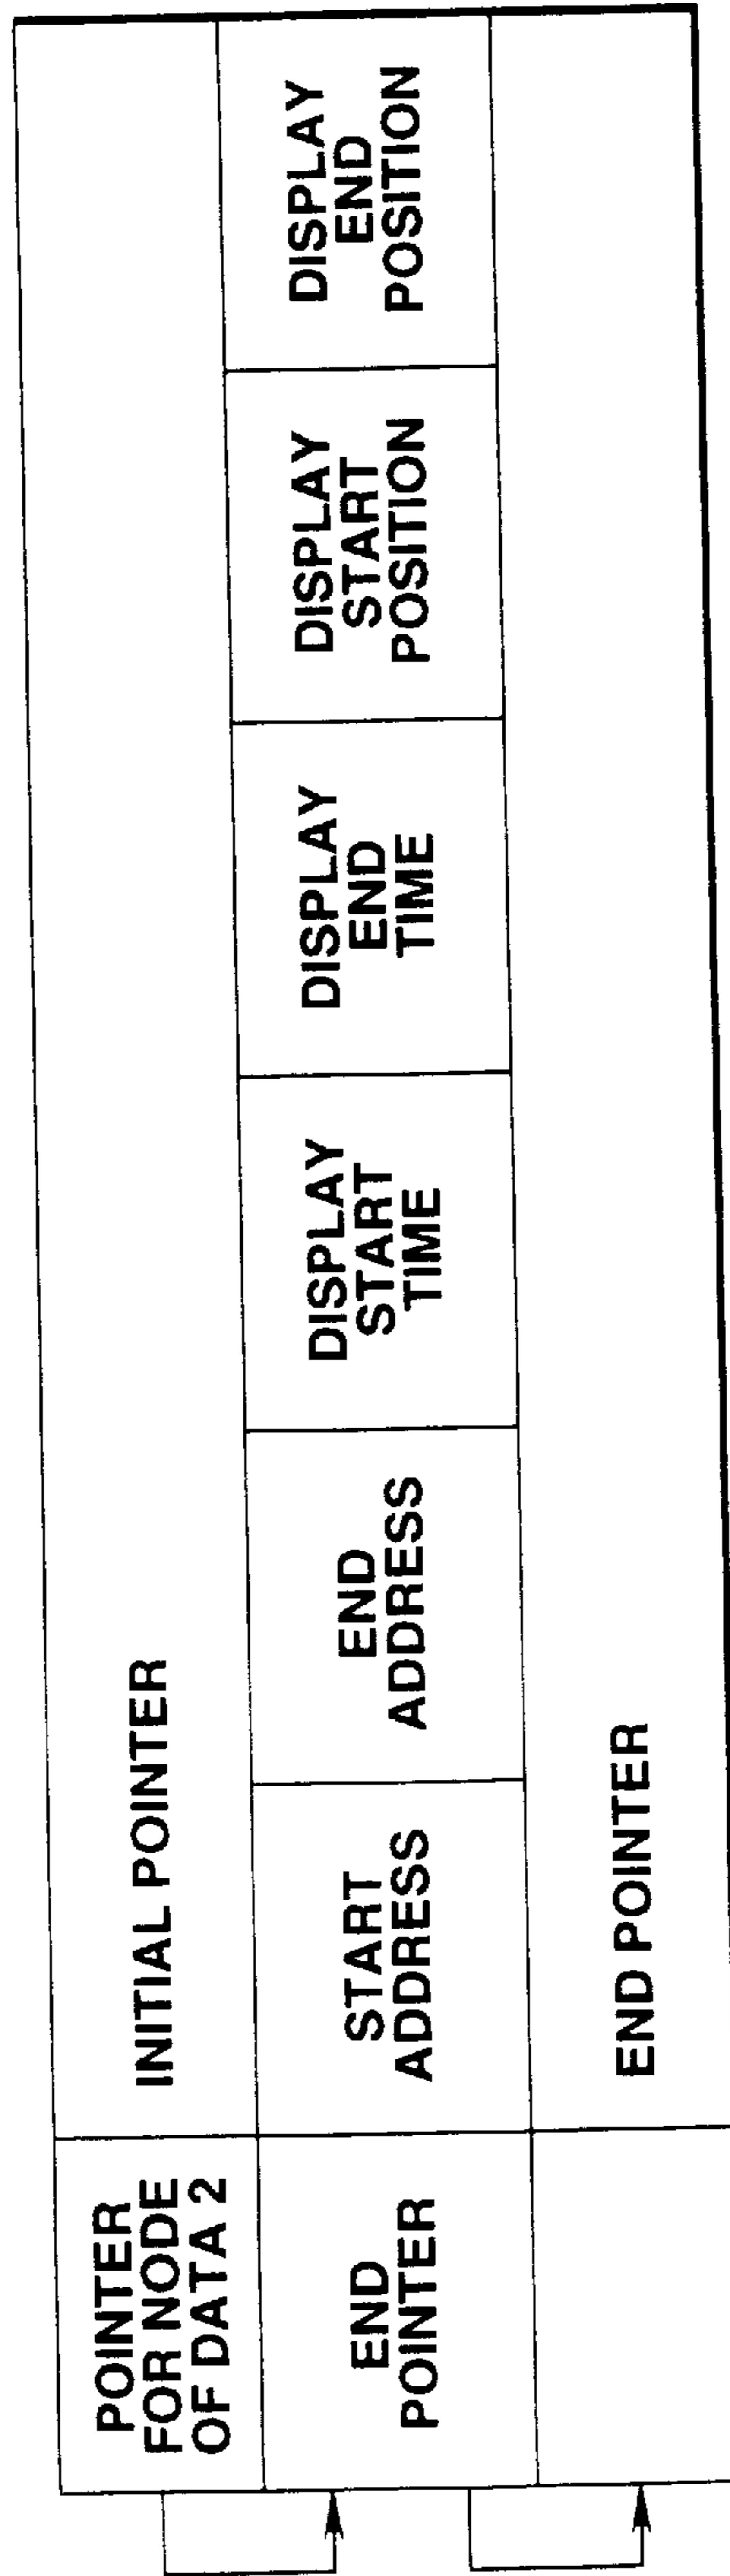 POINTER
FOR NODE
OF DATA 2
INITIAL POINTER
END
POINTER
START
ADDRESS
END
ADDRESS
DISPLAY
START
TIME
DISPLAY
END
TIME
DISPLAY
START
POSITION
DISPLAY
END
POSITION
END POINTER